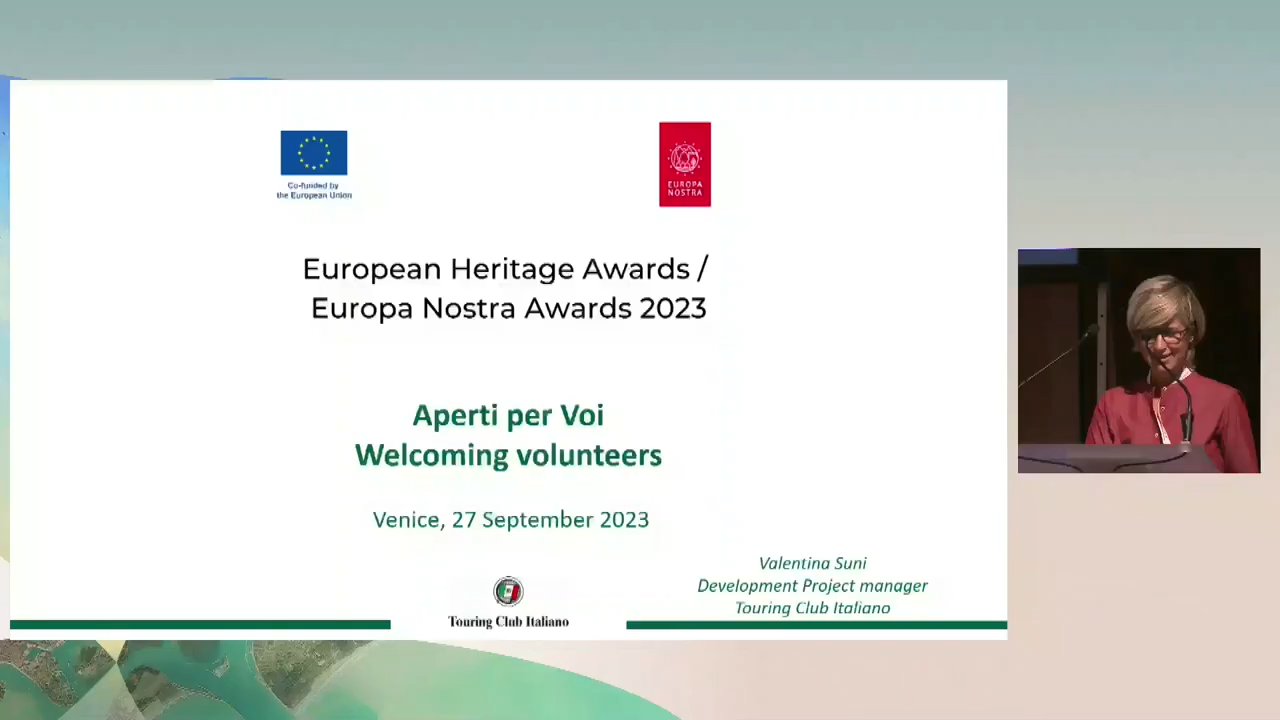 Co-funded by
the European Union
EUROPA
NOSTRA
European Heritage Awards /
Europa Nostra Awards 2023
Aperti per Voi
Welcoming volunteers
Venice, 27 September 2023
Valentina Suni
Development Project manager
Touring Club Italiano
Touring Club Italiano